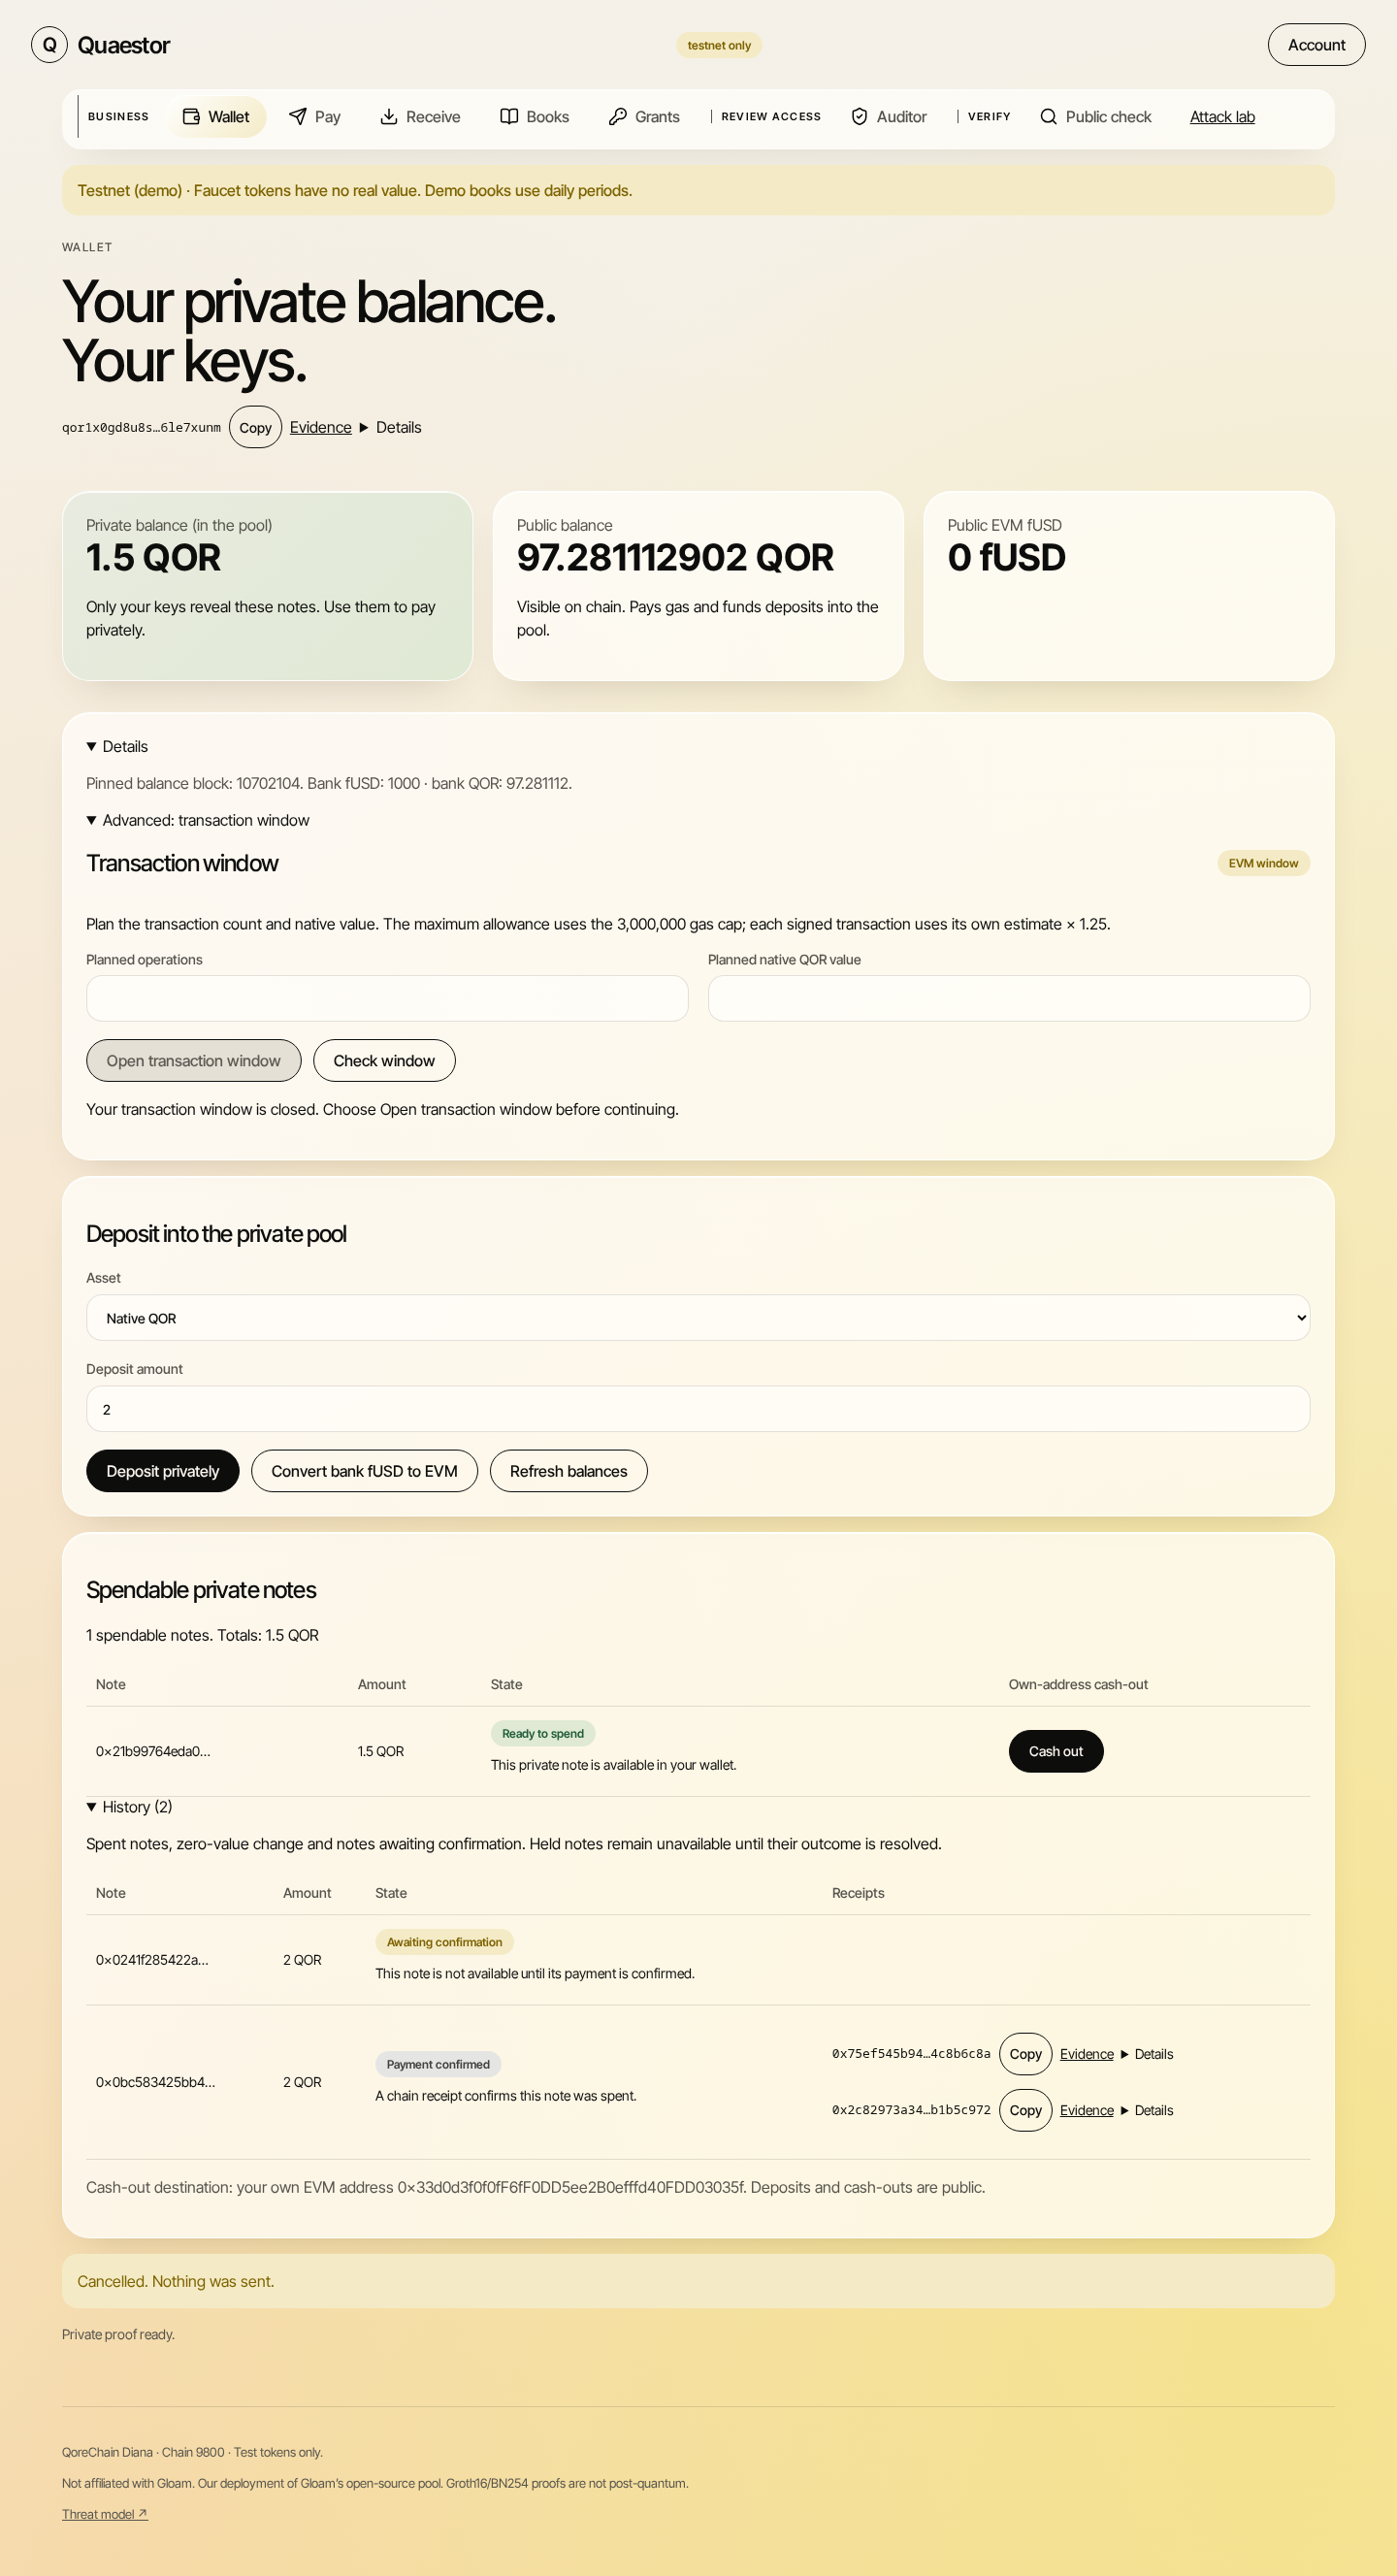 Q Quaestor
testnet only
Account
BUSINESS Wallet Pay Receive Books Grants REVIEW ACCESS Auditor VERIFY Public check Attack lab
Testnet (demo) · Faucet tokens have no real value. Demo books use daily periods.
WALLET
Your private balance.
Your keys.
qor1x0gd8u8s…6le7xunm Copy Evidence ▶ Details
Private balance (in the pool)
1.5 QOR
Only your keys reveal these notes. Use them to pay
privately.
Public balance
97.281112902 QOR
Visible on chain. Pays gas and funds deposits into the
pool.
Public EVM fUSD
0 fUSD
▼ Details
Pinned balance block: 10702104. Bank fUSD: 1000 · bank QOR: 97.281112.
▼ Advanced: transaction window
Transaction window
EVM window
Plan the transaction count and native value. The maximum allowance uses the 3,000,000 gas cap; each signed transaction uses its own estimate × 1.25.
Planned operations Planned native QOR value
Open transaction window Check window
Your transaction window is closed. Choose Open transaction window before continuing.
Deposit into the private pool
Asset
Native QOR
Deposit amount
2
Deposit privately Convert bank fUSD to EVM Refresh balances
Spendable private notes
1 spendable notes. Totals: 1.5 QOR
Note Amount State Own-address cash-out
0×21b99764eda0… 1.5 QOR Ready to spend Cash out
This private note is available in your wallet.
▼ History (2)
Spent notes, zero-value change and notes awaiting confirmation. Held notes remain unavailable until their outcome is resolved.
Note Amount State Receipts
0×0241f285422a… 2 QOR Awaiting confirmation
This note is not available until its payment is confirmed.
0×0bc583425bb4… 2 QOR Payment confirmed
A chain receipt confirms this note was spent.
0x75ef545b94…4c8b6c8a Copy Evidence ▶ Details
0x2c82973a34…b1b5c972 Copy Evidence ▶ Details
Cash-out destination: your own EVM address 0×33d0d3f0f0fF6fF0DD5ee2B0efffd40FDD03035f. Deposits and cash-outs are public.
Cancelled. Nothing was sent.
Private proof ready.
QoreChain Diana · Chain 9800 · Test tokens only.
Not affiliated with Gloam. Our deployment of Gloam's open-source pool. Groth16/BN254 proofs are not post-quantum.
Threat model ↗